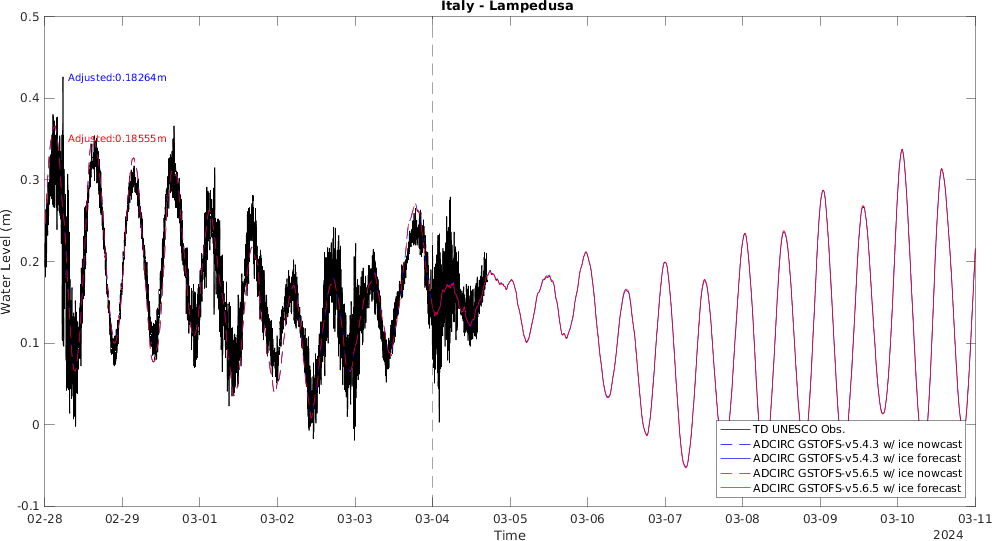 Italy - Lampedusa
Adjusted:0.18264m
Adjusted:0.18555m
Water Level (m)
0.5
0.4
0.3
0.2
0.1
0
-0.1
TD UNESCO Obs.
ADCIRC GSTOFS-v5.4.3 w/ ice nowcast
ADCIRC GSTOFS-v5.4.3 w/ ice forecast
ADCIRC GSTOFS-v5.6.5 w/ ice nowcast
ADCIRC GSTOFS-v5.6.5 w/ ice forecast
02-28 02-29 03-01 03-02 03-03 03-04 03-05 03-06 03-07 03-08 03-09 03-10 03-11
Time
2024